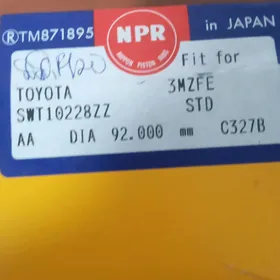 ®TM871895 NPR in JAPAN
NIPPON PISTON RING
Fit for
TOYOTA 3MZFE
SWT10228ZZ STD
AA DIA 92.000 mm C327B